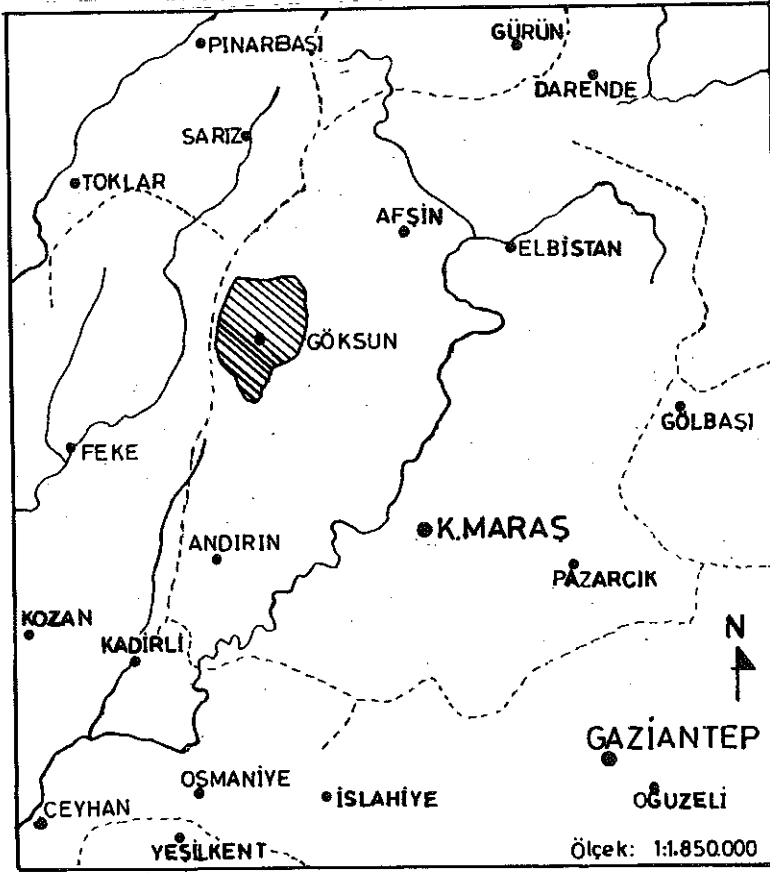 PINARBAŞI
GÜRÜN
DARENDE
SARIZ
TOKLAR
AFŞİN
ELBİSTAN
GÖKSUN
GÖLBAŞI
FEKE
K.MARAŞ
ANDIRIN
PAZARCIK
KOZAN
KADİRLİ
N
GAZİANTEP
OSMANİYE
İSLAHİYE
OĞUZELİ
CEYHAN
YEŞİLKENT
Ölçek: 1:1.850.000